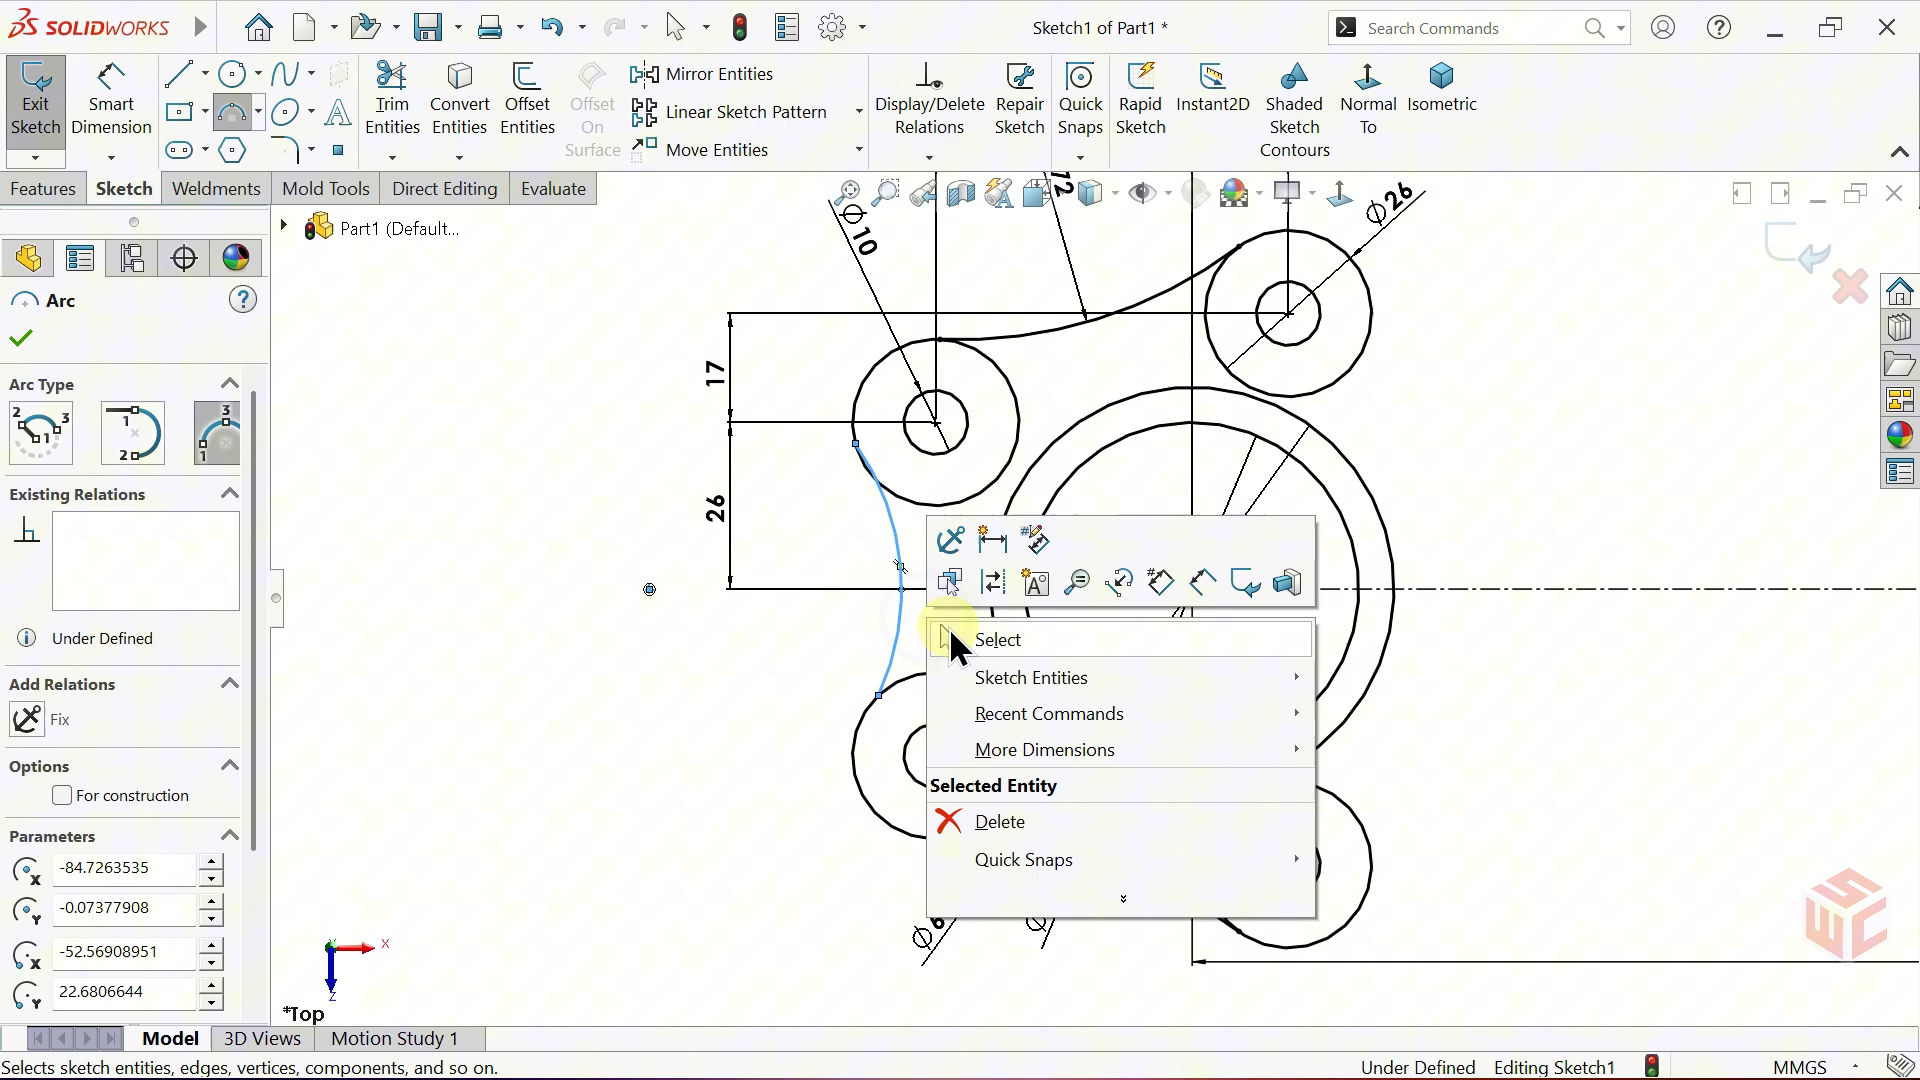 SOLIDWORKS
Sketch1 of Part1 *
Search Commands
Exit Sketch
Smart Dimension
Trim Entities
Convert Entities
Offset Entities
Offset On Surface
Mirror Entities
Linear Sketch Pattern
Move Entities
Display/Delete Relations
Repair Sketch
Quick Snaps
Rapid Sketch
Instant2D
Shaded Sketch Contours
Normal To
Isometric
Features
Sketch
Weldments
Mold Tools
Direct Editing
Evaluate
Part1 (Default...
Arc
Arc Type
Existing Relations
Under Defined
Add Relations
Fix
Options
For construction
Parameters
-84.7263535
-0.07377908
-52.56908951
22.6806644
⌀10
72
⌀26
17
26
Select
Sketch Entities
Recent Commands
More Dimensions
Selected Entity
Delete
Quick Snaps
X
Z
*Top
SWC
Model
3D Views
Motion Study 1
Selects sketch entities, edges, vertices, components, and so on.
Under Defined
Editing Sketch1
MMGS